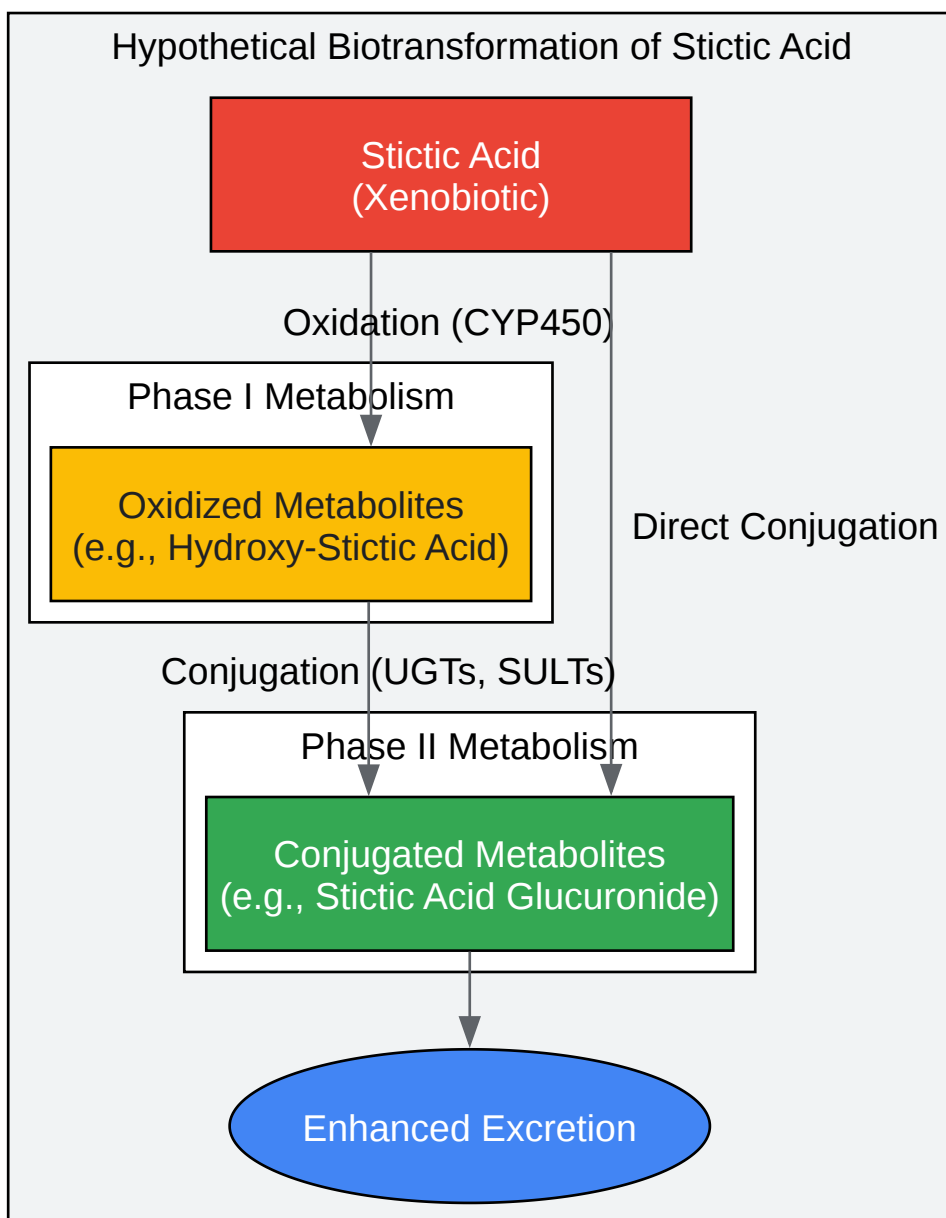 Hypothetical Biotransformation of Stictic Acid
Stictic Acid
(Xenobiotic)
Oxidation (CYP450)
Phase I Metabolism
Oxidized Metabolites
(e.g., Hydroxy-Stictic Acid)
Direct Conjugation
Conjugation (UGTs, SULTs)
Phase II Metabolism
Conjugated Metabolites
(e.g., Stictic Acid Glucuronide)
Enhanced Excretion